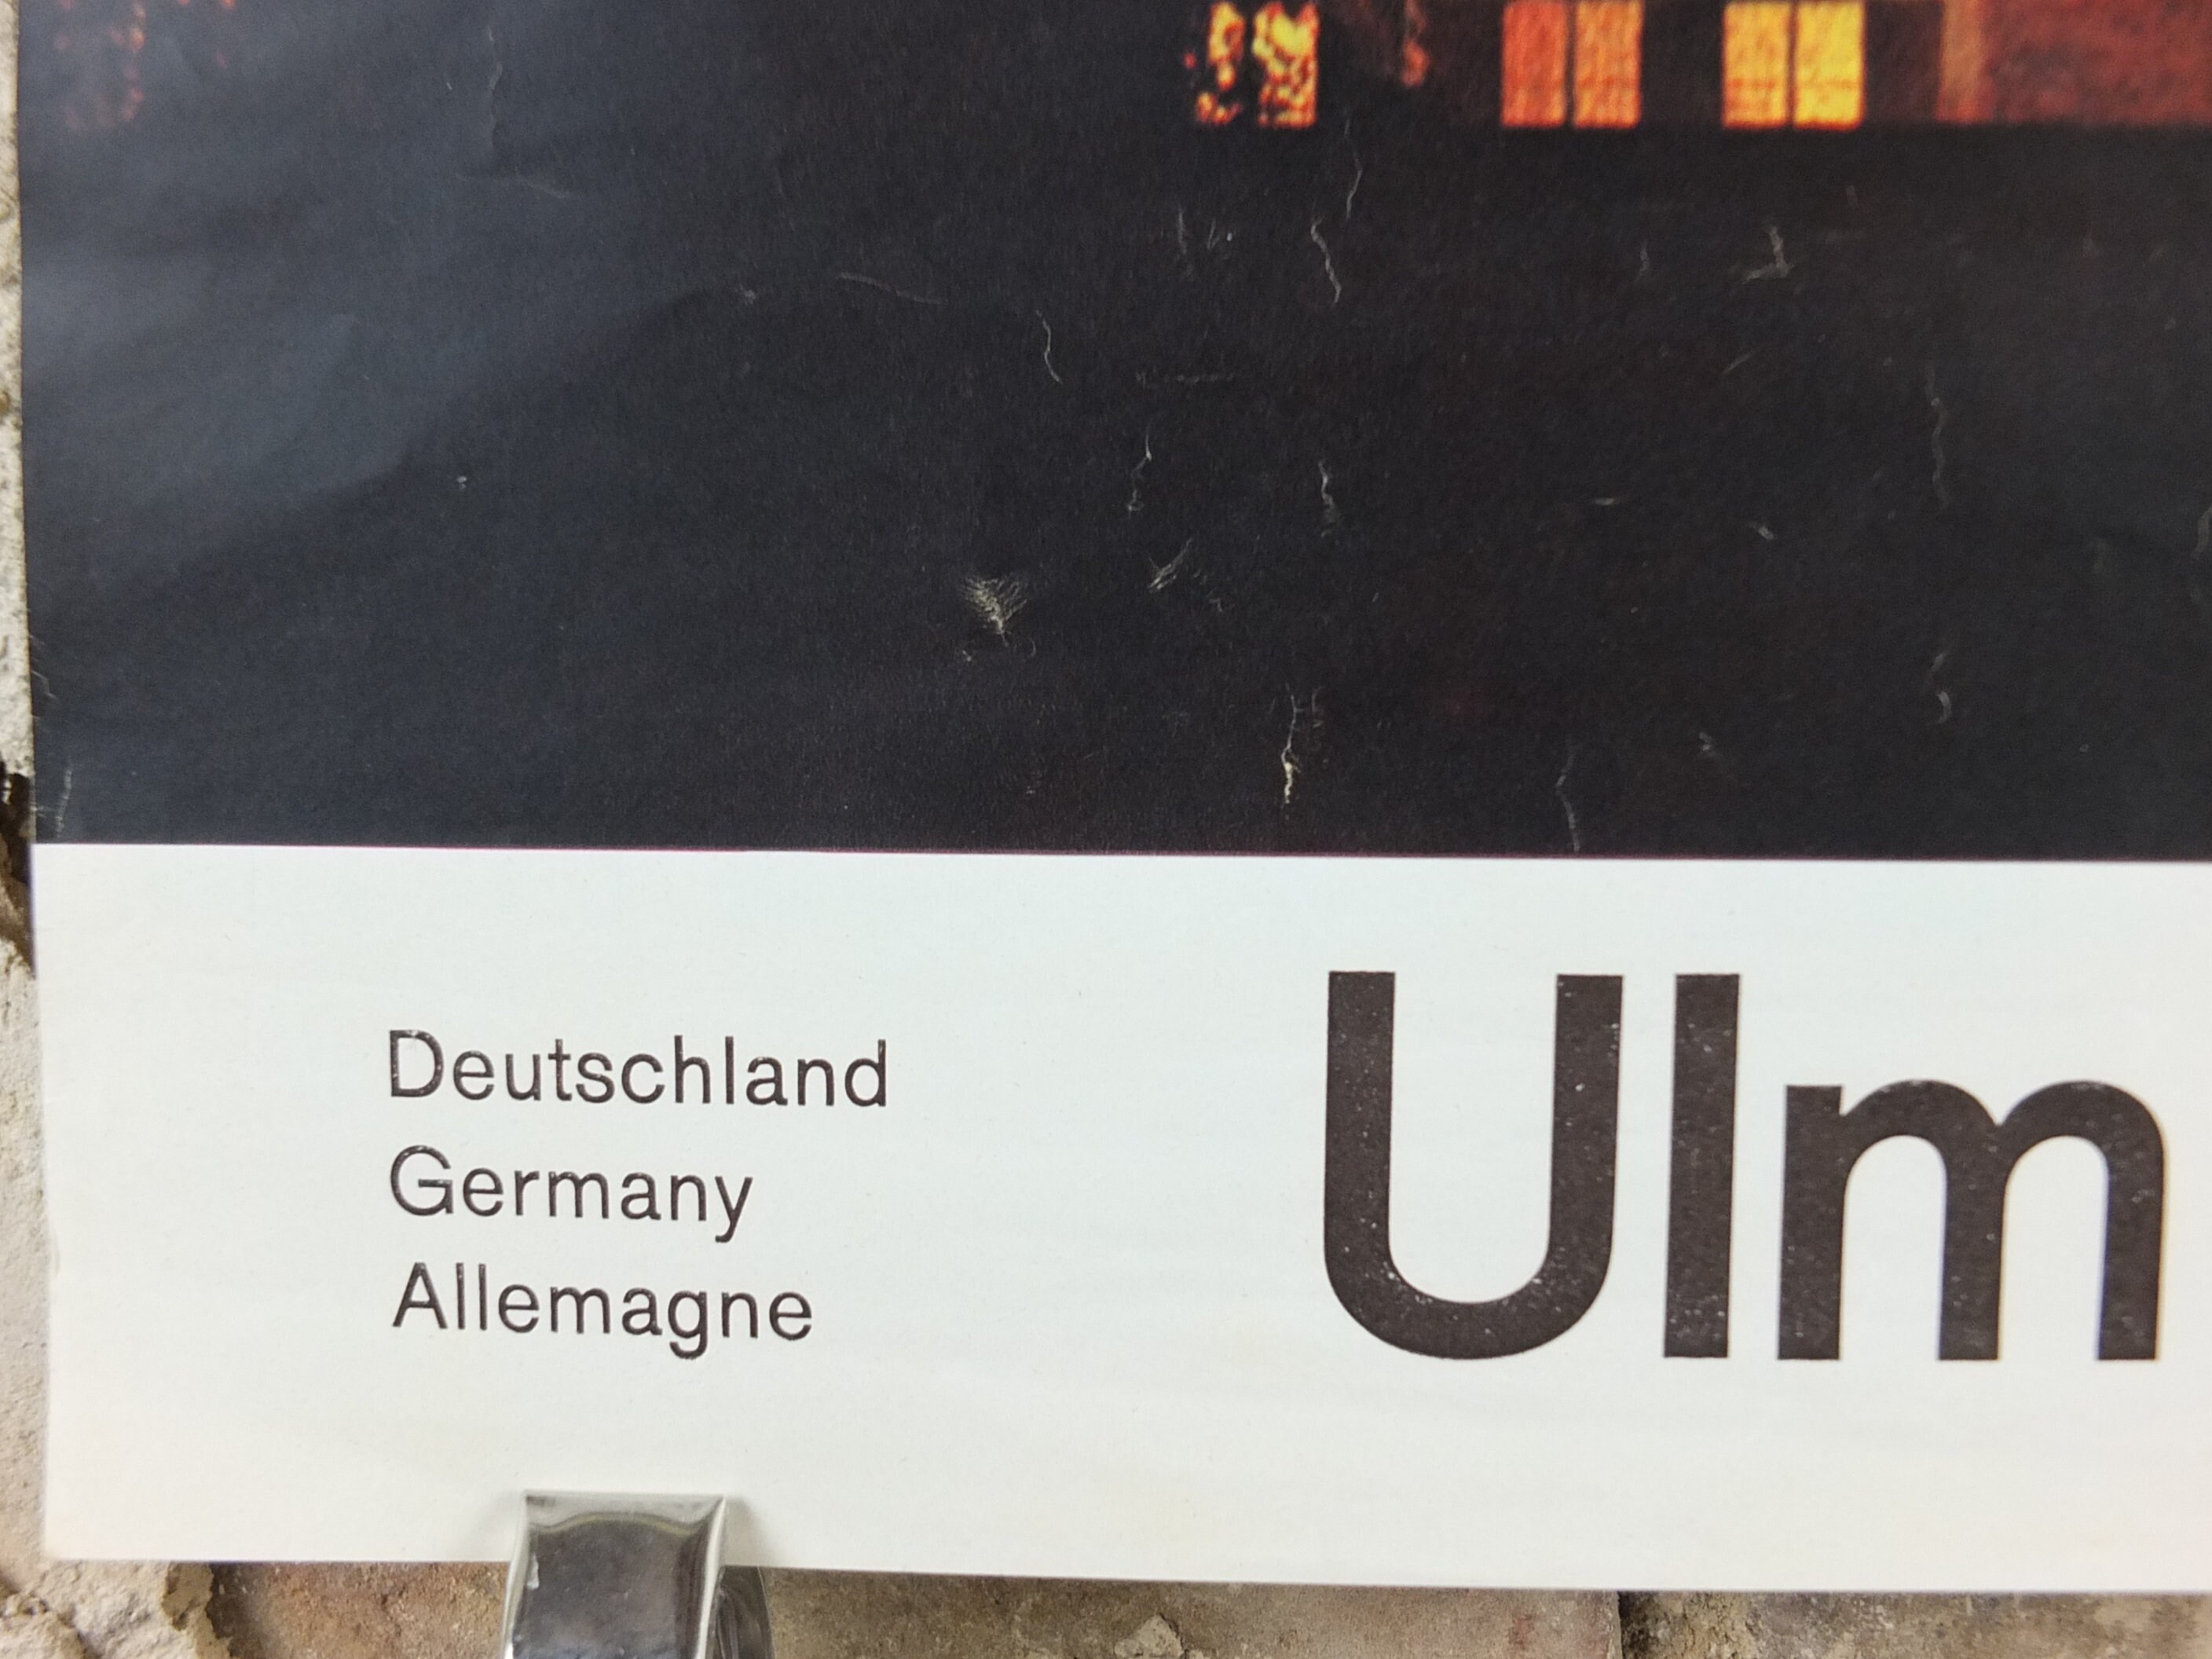 Deutschland
Germany
Allemagne
Ulm